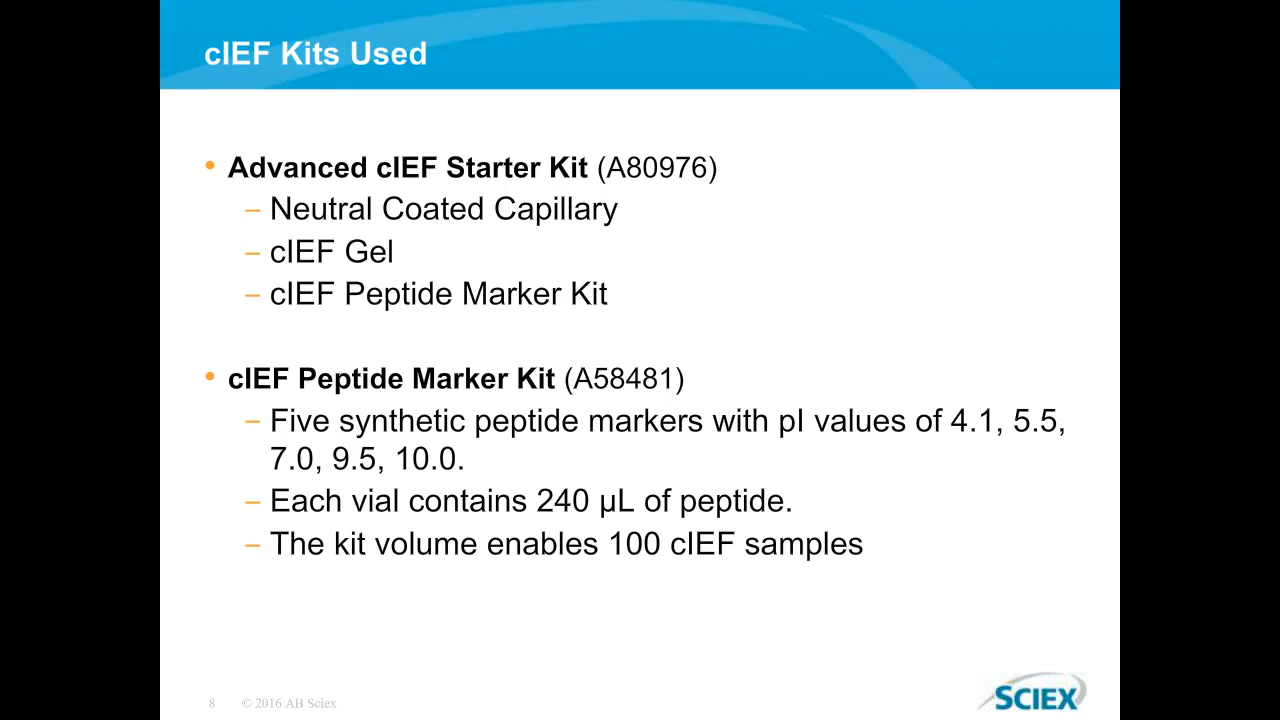 cIEF Kits Used
• Advanced cIEF Starter Kit (A80976)
– Neutral Coated Capillary
– cIEF Gel
– cIEF Peptide Marker Kit
• cIEF Peptide Marker Kit (A58481)
– Five synthetic peptide markers with pI values of 4.1, 5.5,
7.0, 9.5, 10.0.
– Each vial contains 240 µL of peptide.
– The kit volume enables 100 cIEF samples
8 © 2016 AB Sciex
SCIEX